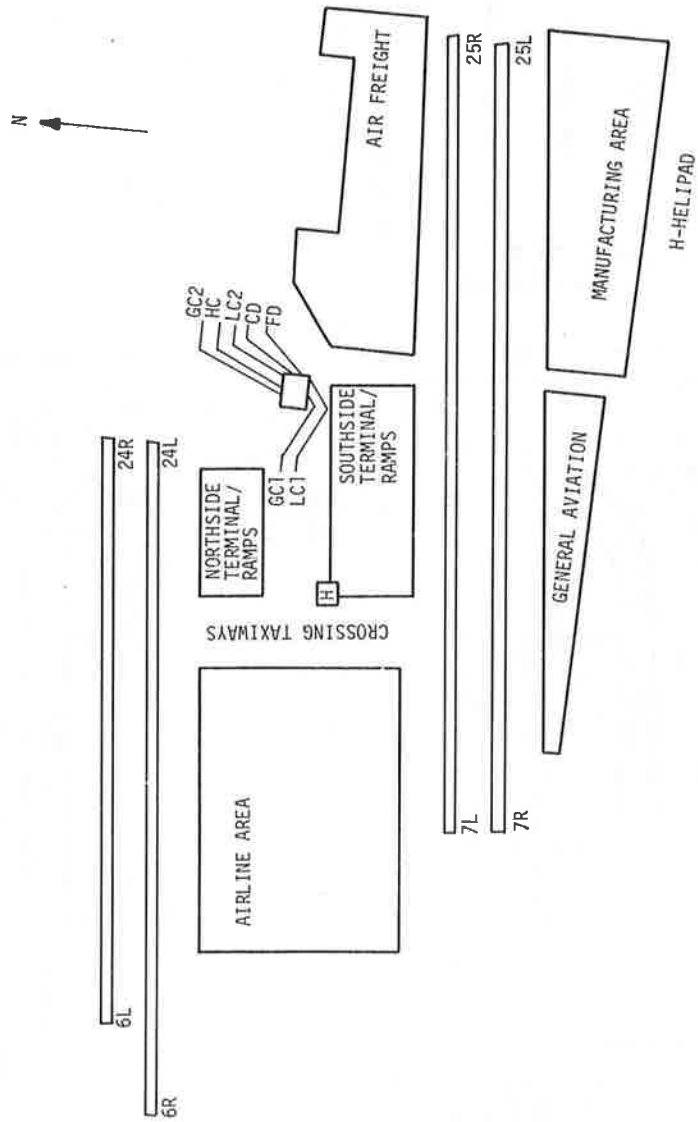 N
24R
24L
6L
6R
GC2
HC
LC2
CD
FD
GC1
LC1
NORTHSIDE
TERMINAL/
RAMPS
SOUTHSIDE
TERMINAL/
RAMPS
H
CROSSING TAXIWAYS
AIRLINE AREA
AIR FREIGHT
25R
25L
7L
7R
GENERAL AVIATION
MANUFACTURING AREA
H-HELIPAD